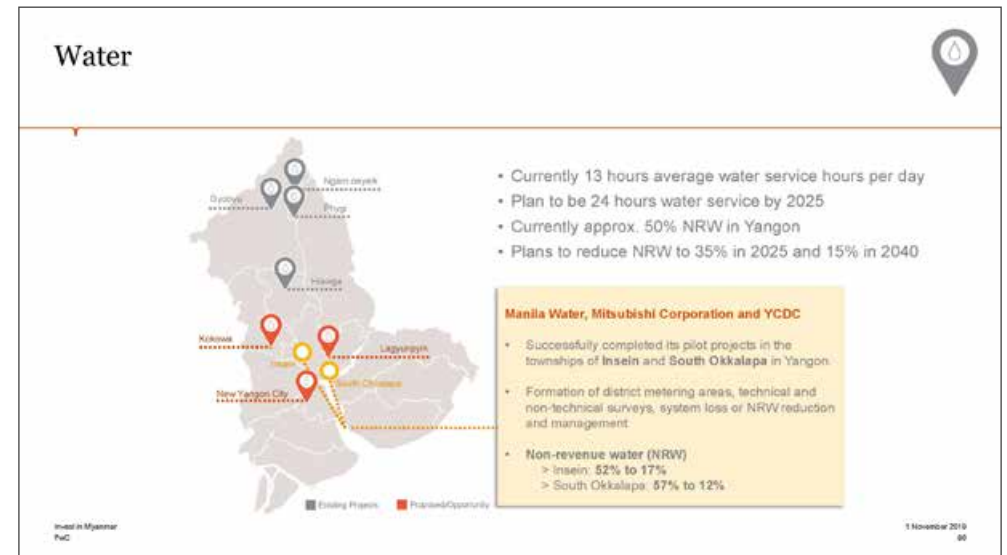 Water
Ngamoeyeik
Gyobyu
Phygi
Hlawga
Kokowa
Lagyunpyin
Insein
South Okkalapa
New Yangon City
Existing Projects
Proposed/Opportunity
• Currently 13 hours average water service hours per day
• Plan to be 24 hours water service by 2025
• Currently approx. 50% NRW in Yangon
• Plans to reduce NRW to 35% in 2025 and 15% in 2040
Manila Water, Mitsubishi Corporation and YCDC
• Successfully completed its pilot projects in the
townships of Insein and South Okkalapa in Yangon
• Formation of district metering areas, technical and
non-technical surveys, system loss or NRW reduction
and management
• Non-revenue water (NRW)
> Insein: 52% to 17%
> South Okkalapa: 57% to 12%
Invest in Myanmar
PwC
1 November 2019